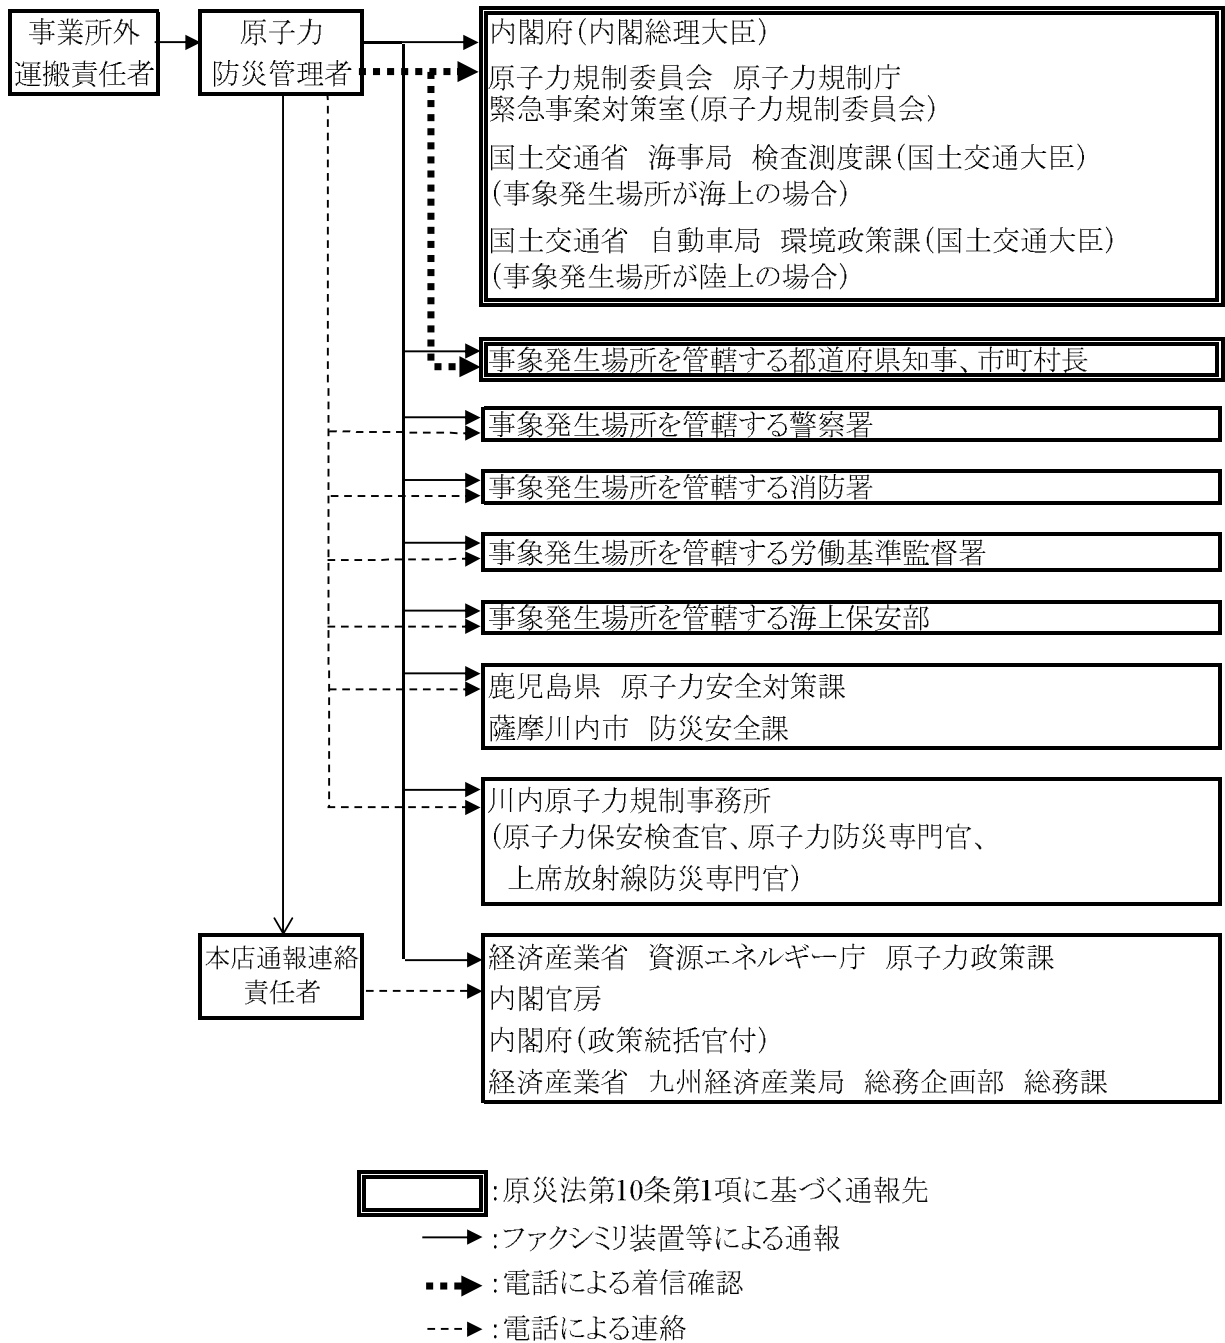 事業所外
運搬責任者
原子力
防災管理者
内閣府(内閣総理大臣)
原子力規制委員会 原子力規制庁
緊急事案対策室(原子力規制委員会)
国土交通省 海事局 検査測度課(国土交通大臣)
(事象発生場所が海上の場合)
国土交通省 自動車局 環境政策課(国土交通大臣)
(事象発生場所が陸上の場合)
事象発生場所を管轄する都道府県知事、市町村長
事象発生場所を管轄する警察署
事象発生場所を管轄する消防署
事象発生場所を管轄する労働基準監督署
事象発生場所を管轄する海上保安部
鹿児島県 原子力安全対策課
薩摩川内市 防災安全課
川内原子力規制事務所
(原子力保安検査官、原子力防災専門官、
上席放射線防災専門官)
本店通報連絡
責任者
経済産業省 資源エネルギー庁 原子力政策課
内閣官房
内閣府(政策統括官付)
経済産業省 九州経済産業局 総務企画部 総務課
:原災法第10条第1項に基づく通報先
:ファクシミリ装置等による通報
:電話による着信確認
:電話による連絡